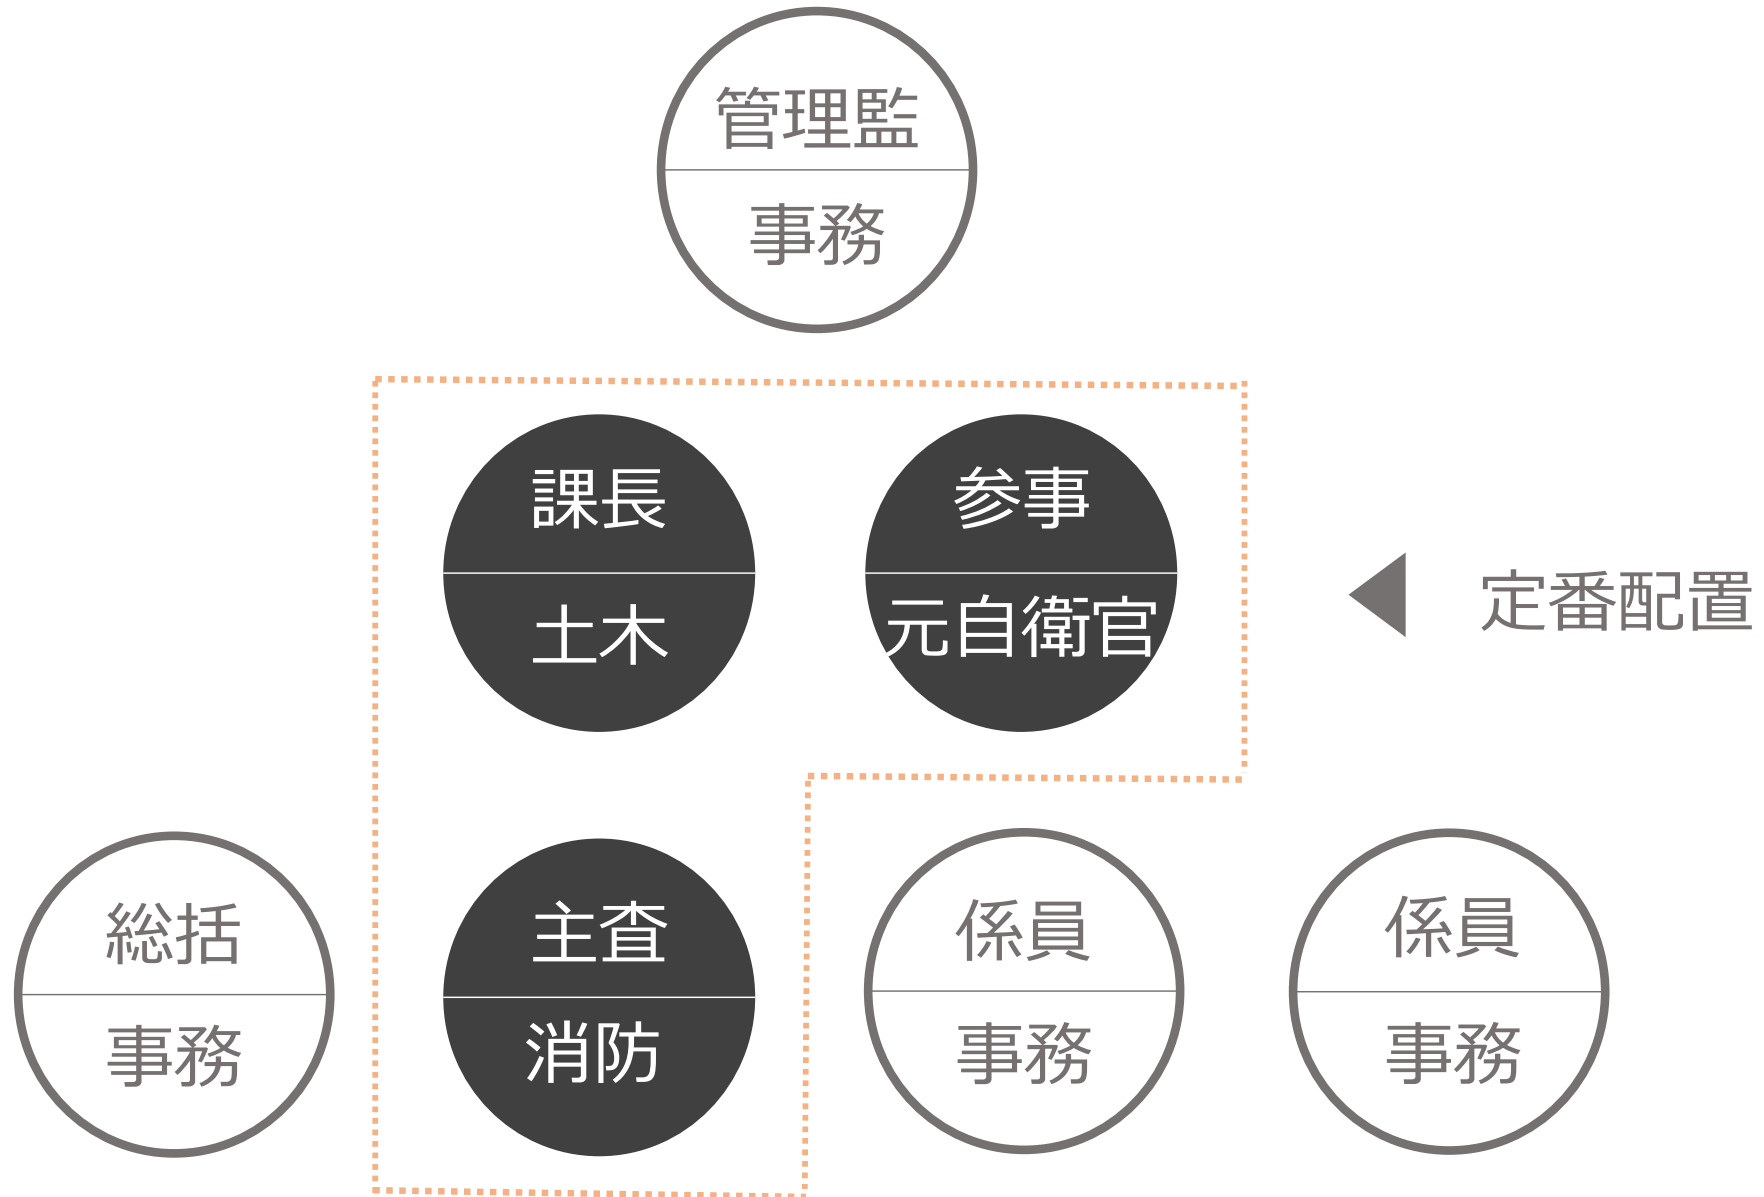 管理監
事務
課長
土木
参事
元自衛官
定番配置
総括
事務
主査
消防
係員
事務
係員
事務